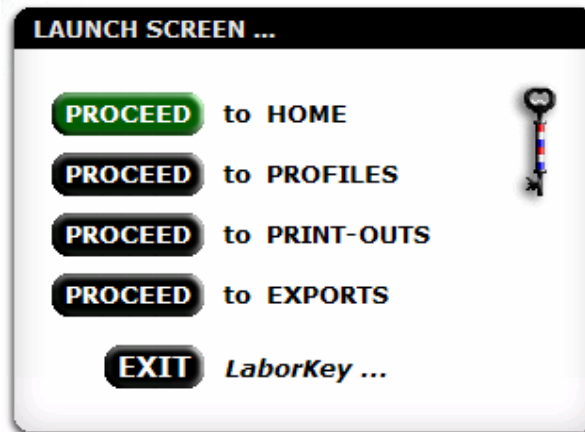 LAUNCH SCREEN ...
PROCEED to HOME
PROCEED to PROFILES
PROCEED to PRINT-OUTS
PROCEED to EXPORTS
EXIT LaborKey ...